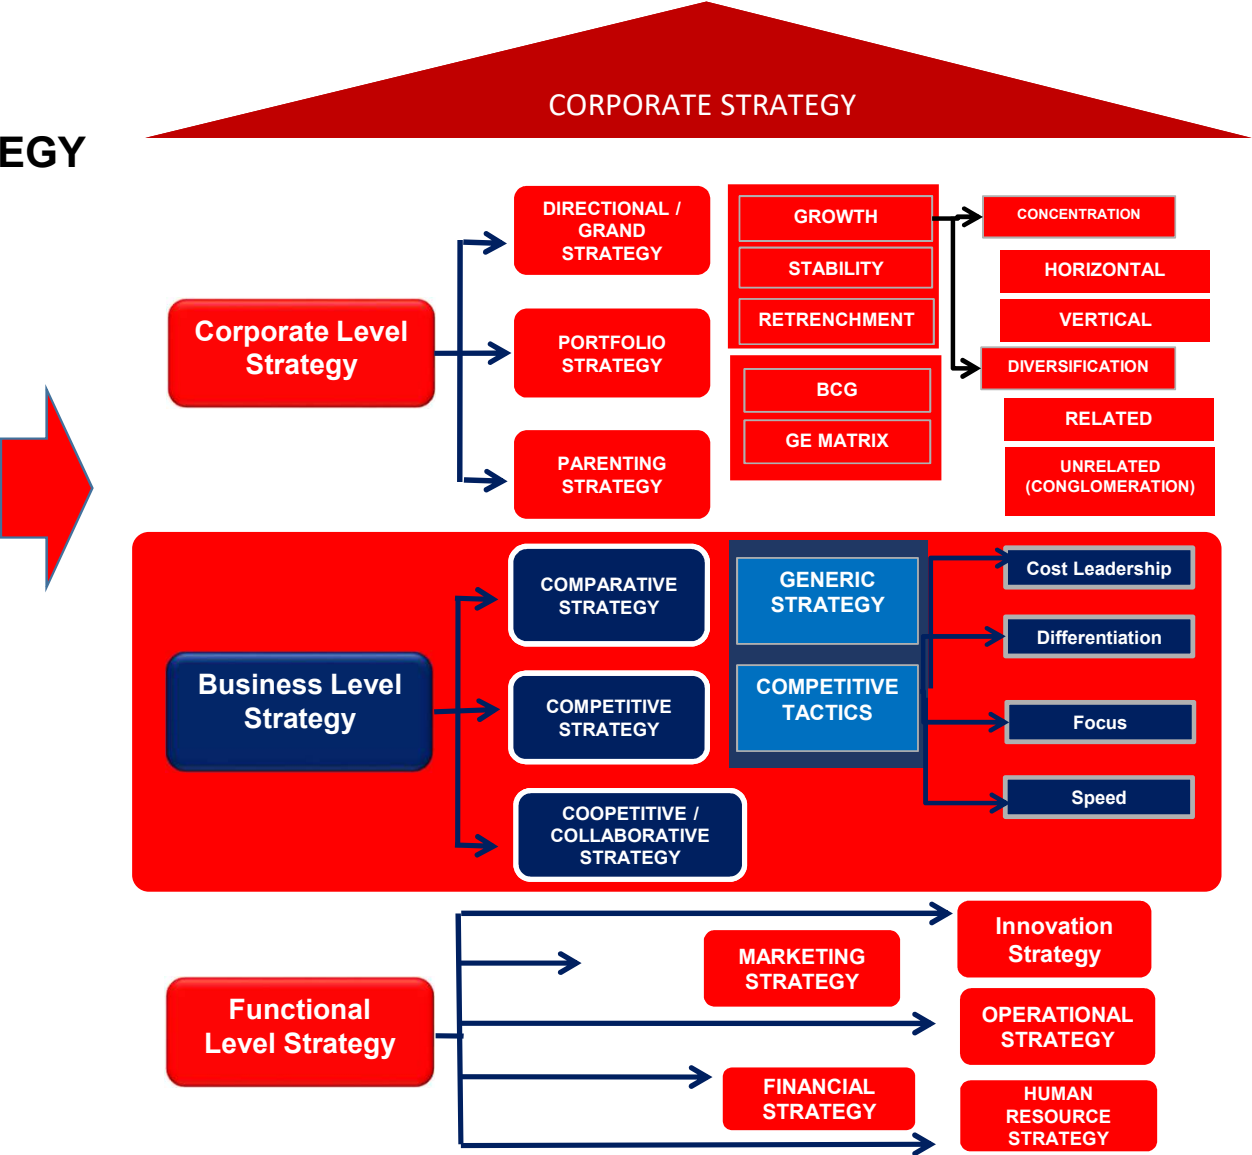 CORPORATE STRATEGY
EGY
Corporate Level
Strategy
DIRECTIONAL /
GRAND
STRATEGY
PORTFOLIO
STRATEGY
PARENTING
STRATEGY
GROWTH
STABILITY
RETRENCHMENT
BCG
GE MATRIX
CONCENTRATION
HORIZONTAL
VERTICAL
DIVERSIFICATION
RELATED
UNRELATED
(CONGLOMERATION)
Business Level
Strategy
COMPARATIVE
STRATEGY
COMPETITIVE
STRATEGY
COOPETITIVE /
COLLABORATIVE
STRATEGY
GENERIC
STRATEGY
COMPETITIVE
TACTICS
Cost Leadership
Differentiation
Focus
Speed
Functional
Level Strategy
Innovation
Strategy
MARKETING
STRATEGY
OPERATIONAL
STRATEGY
FINANCIAL
STRATEGY
HUMAN
RESOURCE
STRATEGY